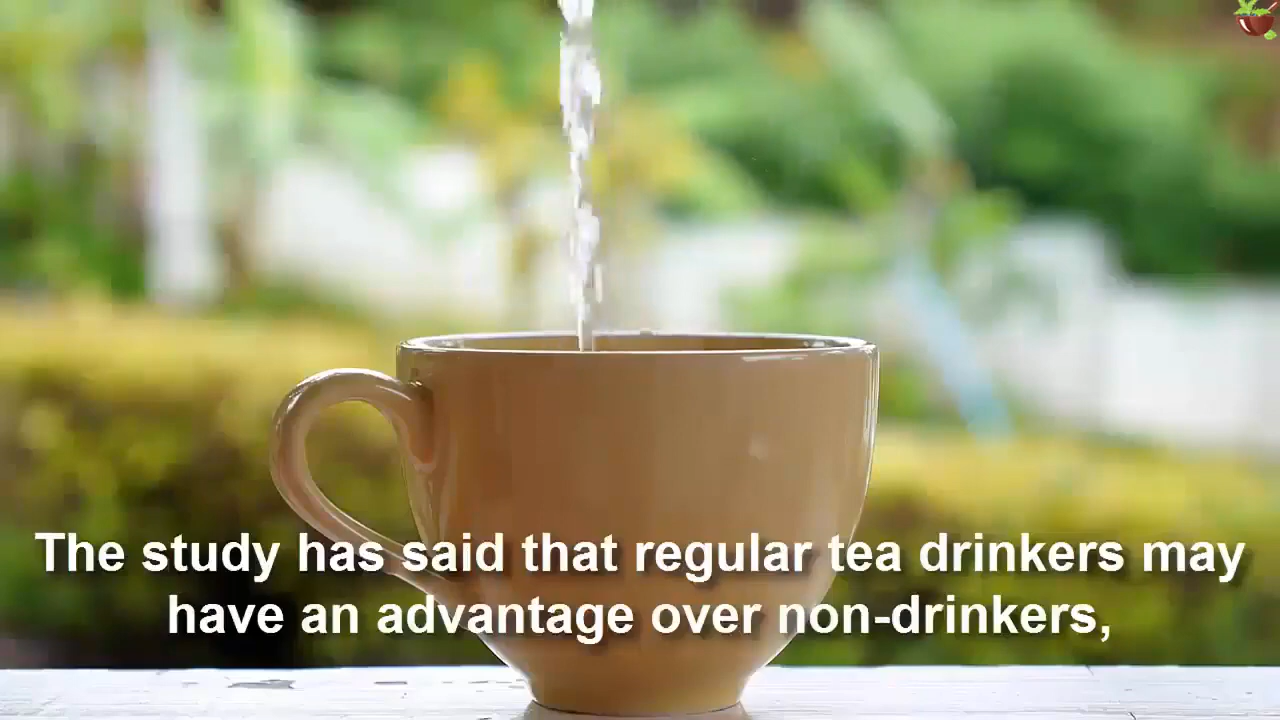 The study has said that regular tea drinkers may
have an advantage over non-drinkers,